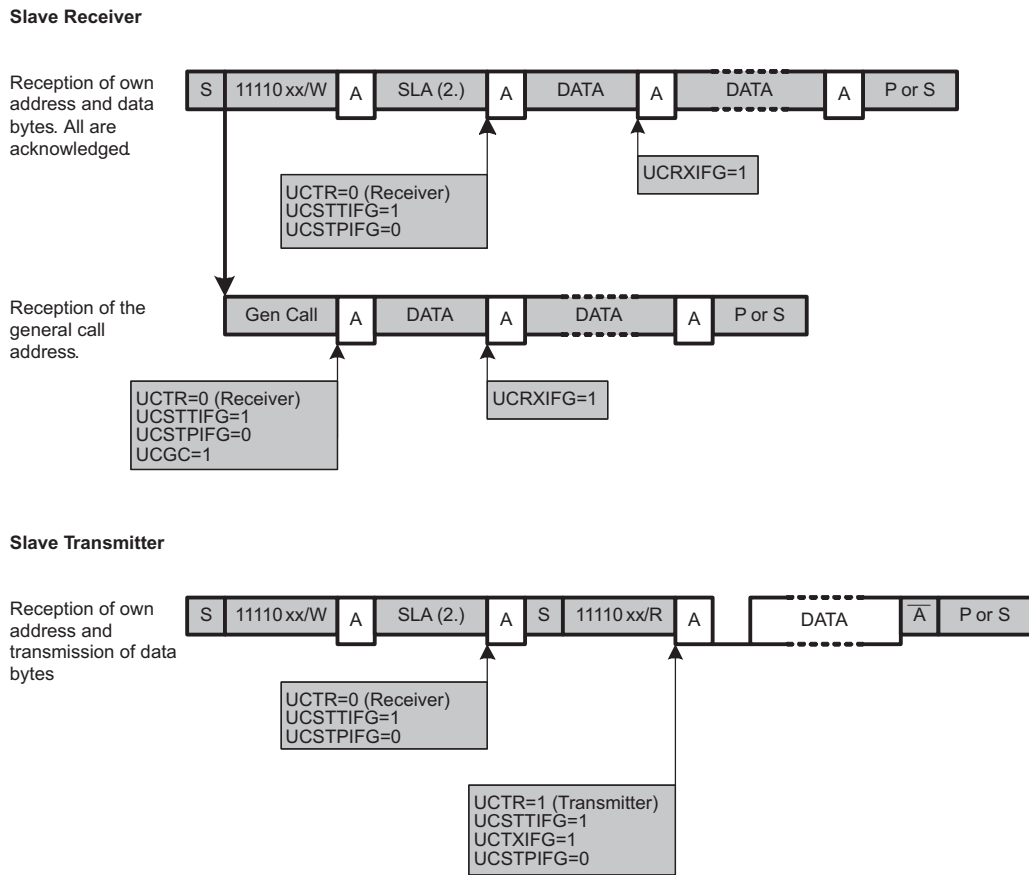 Slave Receiver
Reception of own
address and data
bytes. All are
acknowledged.
S 11110 xx/W A SLA (2.) A DATA A DATA A P or S
UCTR=0 (Receiver)
UCSTTIFG=1
UCSTPIFG=0
UCRXIFG=1
Reception of the
general call
address.
Gen Call A DATA A DATA A P or S
UCTR=0 (Receiver)
UCSTTIFG=1
UCSTPIFG=0
UCGC=1
UCRXIFG=1
Slave Transmitter
Reception of own
address and
transmission of data
bytes
S 11110 xx/W A SLA (2.) A S 11110 xx/R A DATA A̅ P or S
UCTR=0 (Receiver)
UCSTTIFG=1
UCSTPIFG=0
UCTR=1 (Transmitter)
UCSTTIFG=1
UCTXIFG=1
UCSTPIFG=0